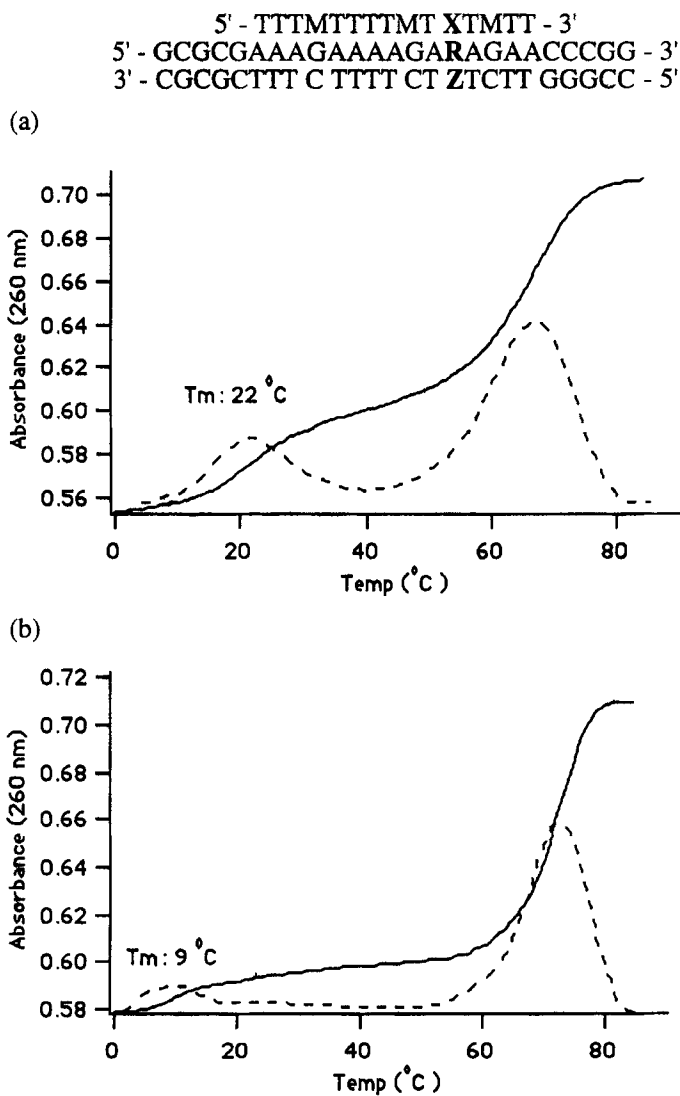 5' - TTTMTTTTMT XTMTT - 3'
5' - GCGCGAAAGAAAAGARAGAACCCGG - 3'
3' - CGCGCTTT C TTTT CT ZTCTT GGGCC - 5'
(a)
0.70
0.68
0.66
0.64
0.62
0.60
0.58
0.56
Absorbance (260 nm)
Tm: 22 °C
0 20 40 60 80
Temp (°C)
(b)
0.72
0.70
0.68
0.66
0.64
0.62
0.60
0.58
Absorbance (260 nm)
Tm: 9 °C
0 20 40 60 80
Temp (°C)